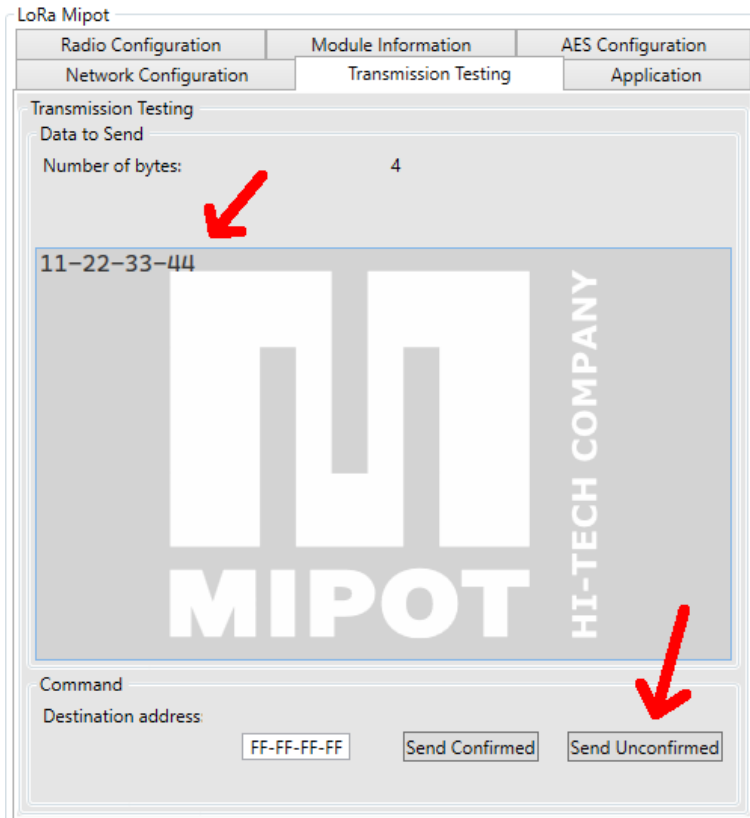 LoRa Mipot
Radio Configuration Module Information AES Configuration
Network Configuration Transmission Testing Application
Transmission Testing
Data to Send
Number of bytes: 4
11-22-33-44
MIPOT
HI-TECH COMPANY
Command
Destination address:
FF-FF-FF-FF Send Confirmed Send Unconfirmed